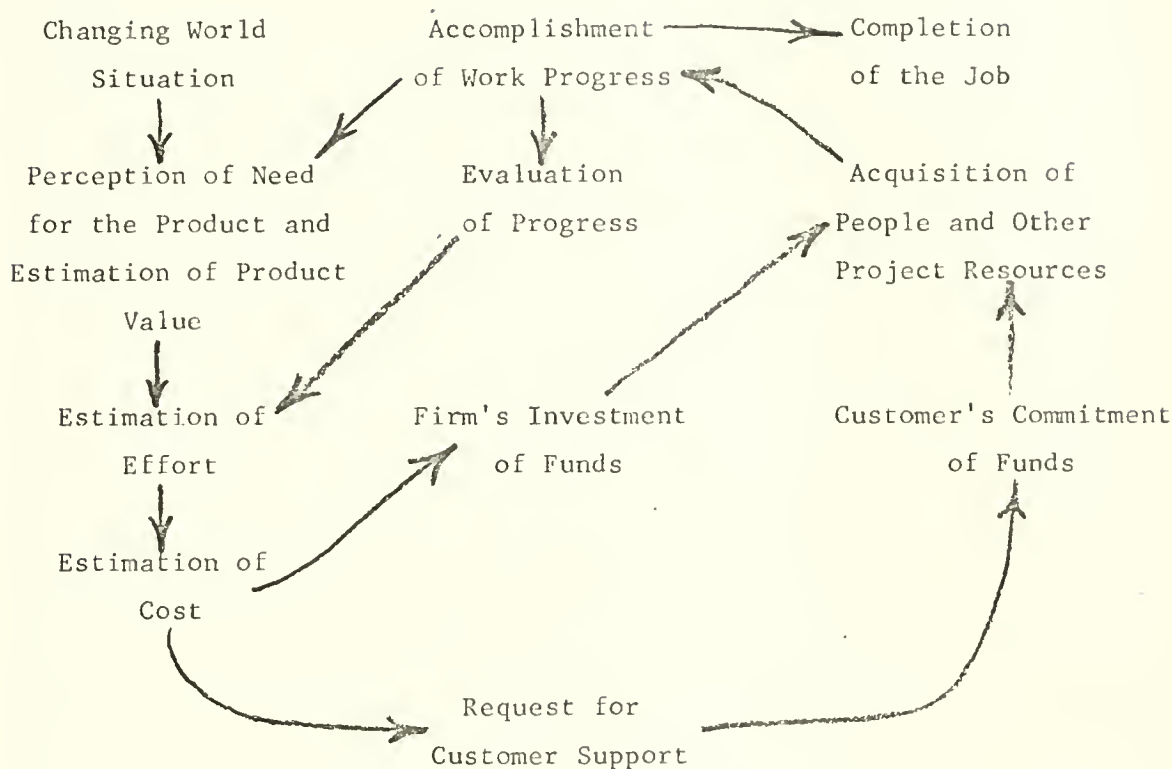 Changing World
Situation
Accomplishment
of Work Progress
Completion
of the Job
Perception of Need
for the Product and
Estimation of Product
Value
Evaluation
of Progress
Acquisition of
People and Other
Project Resources
Estimation of
Effort
Firm's Investment
of Funds
Customer's Commitment
of Funds
Estimation of
Cost
Request for
Customer Support